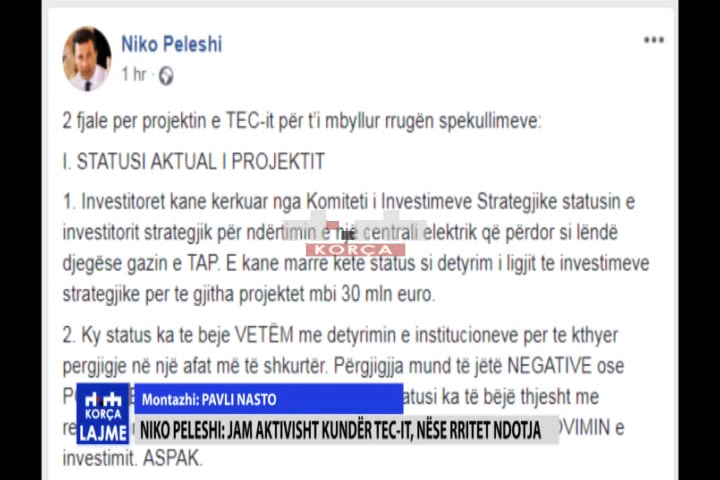 Niko Peleshi
1 hr
2 fjale per projektin e TEC-it për t'i mbyllur rrugën spekullimeve:
I. STATUSI AKTUAL I PROJEKTIT
1. Investitoret kane kerkuar nga Komiteti i Investimeve Strategjike statusin e
investitorit strategjik për ndërtimin e një centrali elektrik që përdor si lëndë
KORÇA
djegëse gazin e TAP. E kane marre kete status si detyrim i ligjit te investimeve
strategjike per te gjitha projektet mbi 30 mln euro.
2. Ky status ka te beje VETËM me detyrimin e institucioneve per te kthyer
pergjigje në një afat më të shkurtër. Përgjigjja mund të jetë NEGATIVE ose
statusi ka të bëjë thjesht me
e
investimit. ASPAK.
KORÇA
LAJME
Montazhi: PAVLI NASTO
NIKO PELESHI: JAM AKTIVISHT KUNDËR TEC-IT, NËSE RRITET NDOTJA